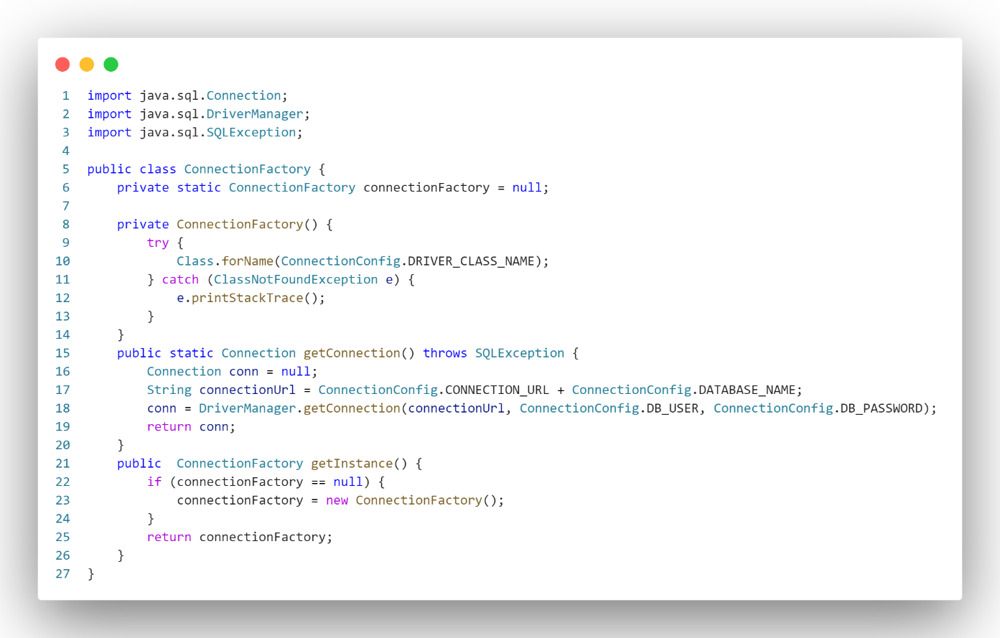 1 import java.sql.Connection;
2 import java.sql.DriverManager;
3 import java.sql.SQLException;
4
5 public class ConnectionFactory {
6     private static ConnectionFactory connectionFactory = null;
7
8     private ConnectionFactory() {
9         try {
10             Class.forName(ConnectionConfig.DRIVER_CLASS_NAME);
11         } catch (ClassNotFoundException e) {
12             e.printStackTrace();
13         }
14     }
15     public static Connection getConnection() throws SQLException {
16         Connection conn = null;
17         String connectionUrl = ConnectionConfig.CONNECTION_URL + ConnectionConfig.DATABASE_NAME;
18         conn = DriverManager.getConnection(connectionUrl, ConnectionConfig.DB_USER, ConnectionConfig.DB_PASSWORD);
19         return conn;
20     }
21     public  ConnectionFactory getInstance() {
22         if (connectionFactory == null) {
23             connectionFactory = new ConnectionFactory();
24         }
25         return connectionFactory;
26     }
27 }